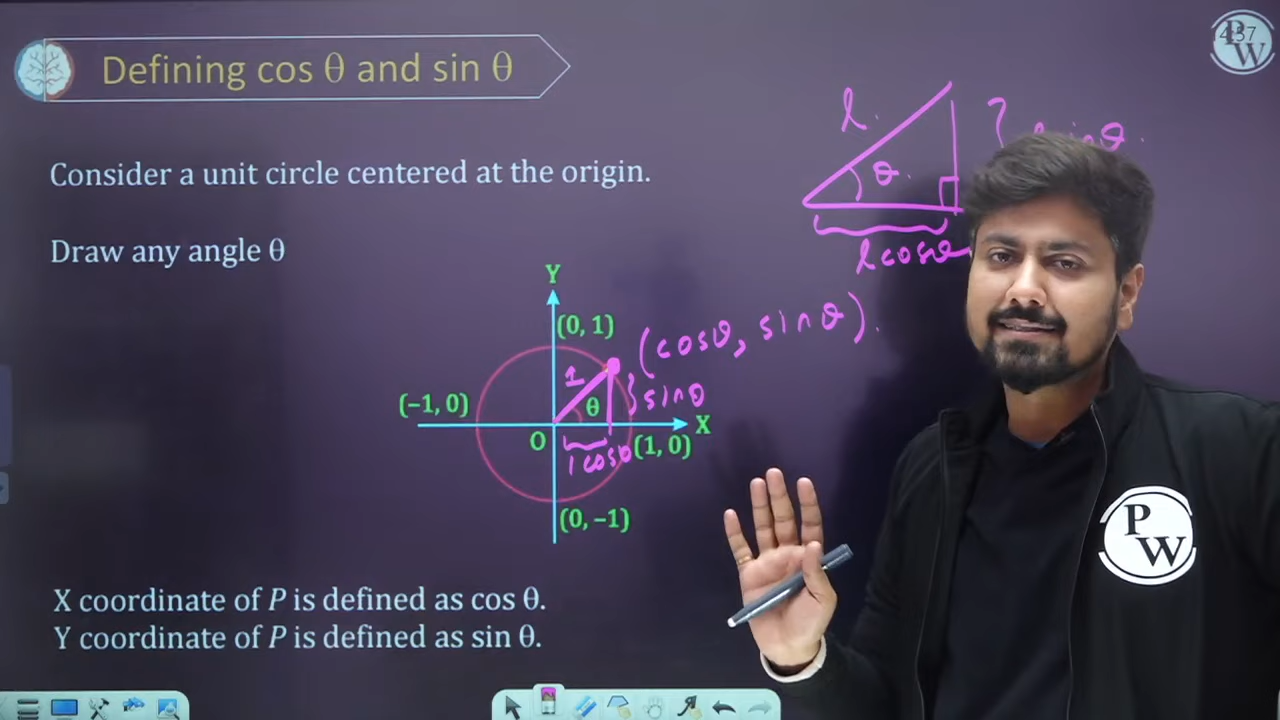 Defining cos θ and sin θ
PW
Consider a unit circle centered at the origin.
Draw any angle θ
l.
θ.
l cosθ
Y
(0, 1)
(cosθ, sinθ).
1
θ
}sinθ
(−1, 0)
X
O
1 cosθ
(1, 0)
(0, −1)
X coordinate of P is defined as cos θ.
Y coordinate of P is defined as sin θ.
PW